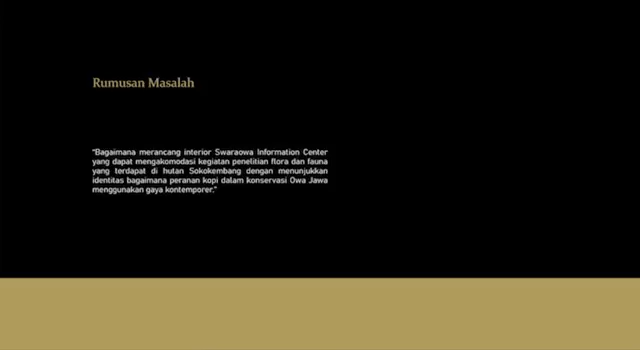 Rumusan Masalah
"Bagaimana merancang interior Swaraowa Information Center
yang dapat mengakomodasi kegiatan penelitian flora dan fauna
yang terdapat di hutan Sokokembang dengan menunjukkan
identitas bagaimana peranan kopi dalam konservasi Owa Jawa
menggunakan gaya kontemporer."